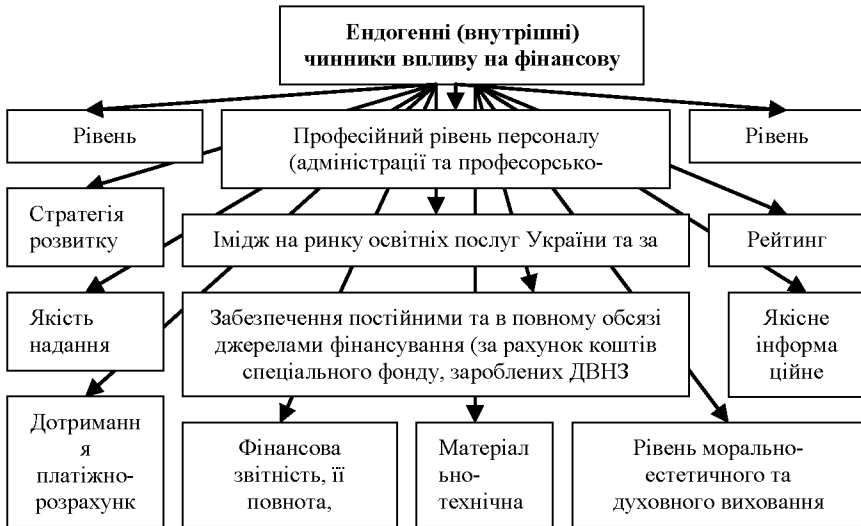 Ендогенні (внутрішні)
чинники впливу на фінансову
Рівень
Професійний рівень персоналу
(адміністрації та професорсько-
Рівень
Стратегія
розвитку
Імідж на ринку освітніх послуг України та за
Рейтинг
Якість
надання
Забезпечення постійними та в повному обсязі
джерелами фінансування (за рахунок коштів
спеціального фонду, зароблених ДВНЗ
Якісне
інформа
ційне
Дотриманн
я
платіжно-
розрахунк
Фінансова
звітність, її
повнота,
Матеріал
ьно-
технічна
Рівень морально-
естетичного та
духовного виховання